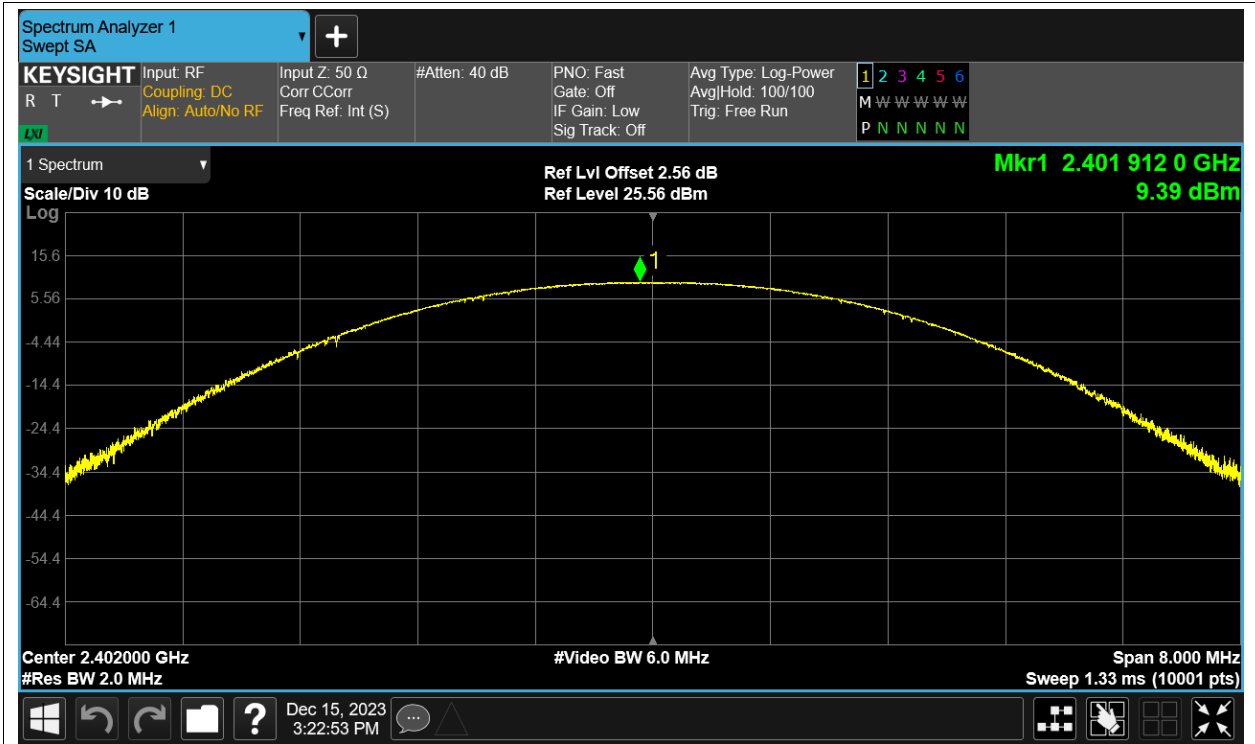 Spectrum Analyzer 1
Swept SA
+
KEYSIGHT
R T
LXI
Input: RF
Coupling: DC
Align: Auto/No RF
Input Z: 50 Ω
Corr CCorr
Freq Ref: Int (S)
#Atten: 40 dB
PNO: Fast
Gate: Off
IF Gain: Low
Sig Track: Off
Avg Type: Log-Power
Avg|Hold: 100/100
Trig: Free Run
1 2 3 4 5 6
M W W W W W
P N N N N N
1 Spectrum
Scale/Div 10 dB
Log
Ref Lvl Offset 2.56 dB
Ref Level 25.56 dBm
Mkr1 2.401 912 0 GHz
9.39 dBm
1
15.6
5.56
-4.44
-14.4
-24.4
-34.4
-44.4
-54.4
-64.4
Center 2.402000 GHz
#Res BW 2.0 MHz
#Video BW 6.0 MHz
Span 8.000 MHz
Sweep 1.33 ms (10001 pts)
?
Dec 15, 2023
3:22:53 PM